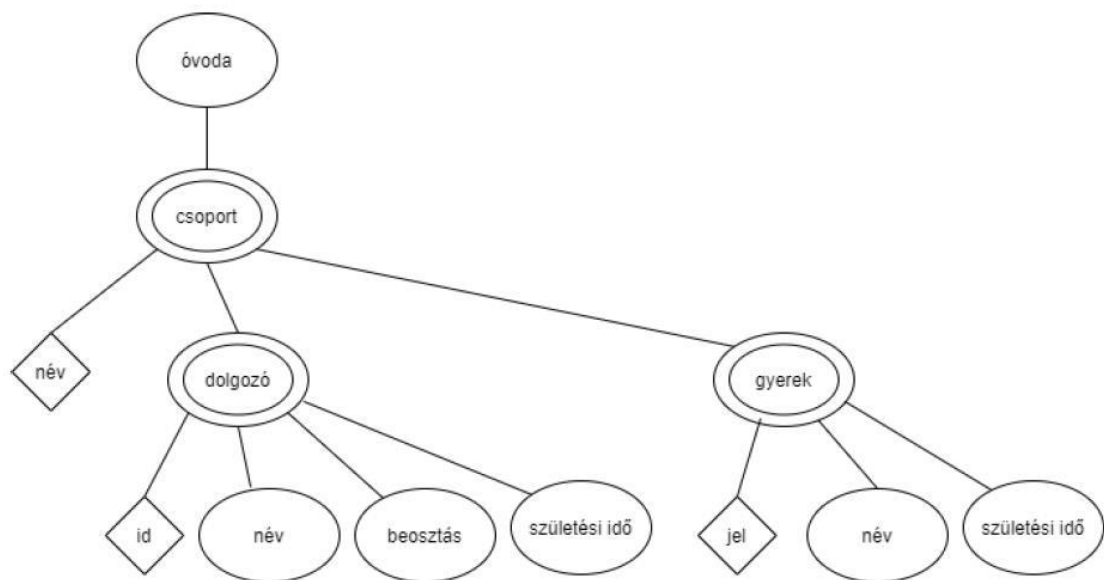 óvoda
csoport
név
dolgozó
gyerek
id
név
beosztás
születési idő
jel
név
születési idő